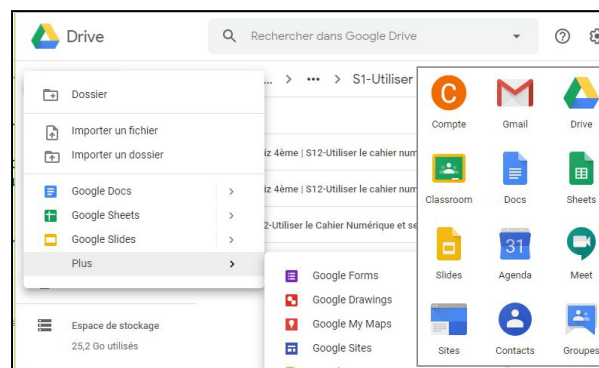 Drive
Rechercher dans Google Drive
... > ••• > S1-Utiliser
Dossier
Importer un fichier
Importer un dossier
Google Docs
Google Sheets
Google Slides
Plus
Espace de stockage
25,2 Go utilisés
iz 4ème | S12-Utiliser le cahier num
iz 4ème | S12-Utiliser le cahier num
2-Utiliser le Cahier Numérique et se
Google Forms
Google Drawings
Google My Maps
Google Sites
C
Compte
Gmail
Drive
Classroom
Docs
Sheets
31
Slides
Agenda
Meet
Sites
Contacts
Groupes